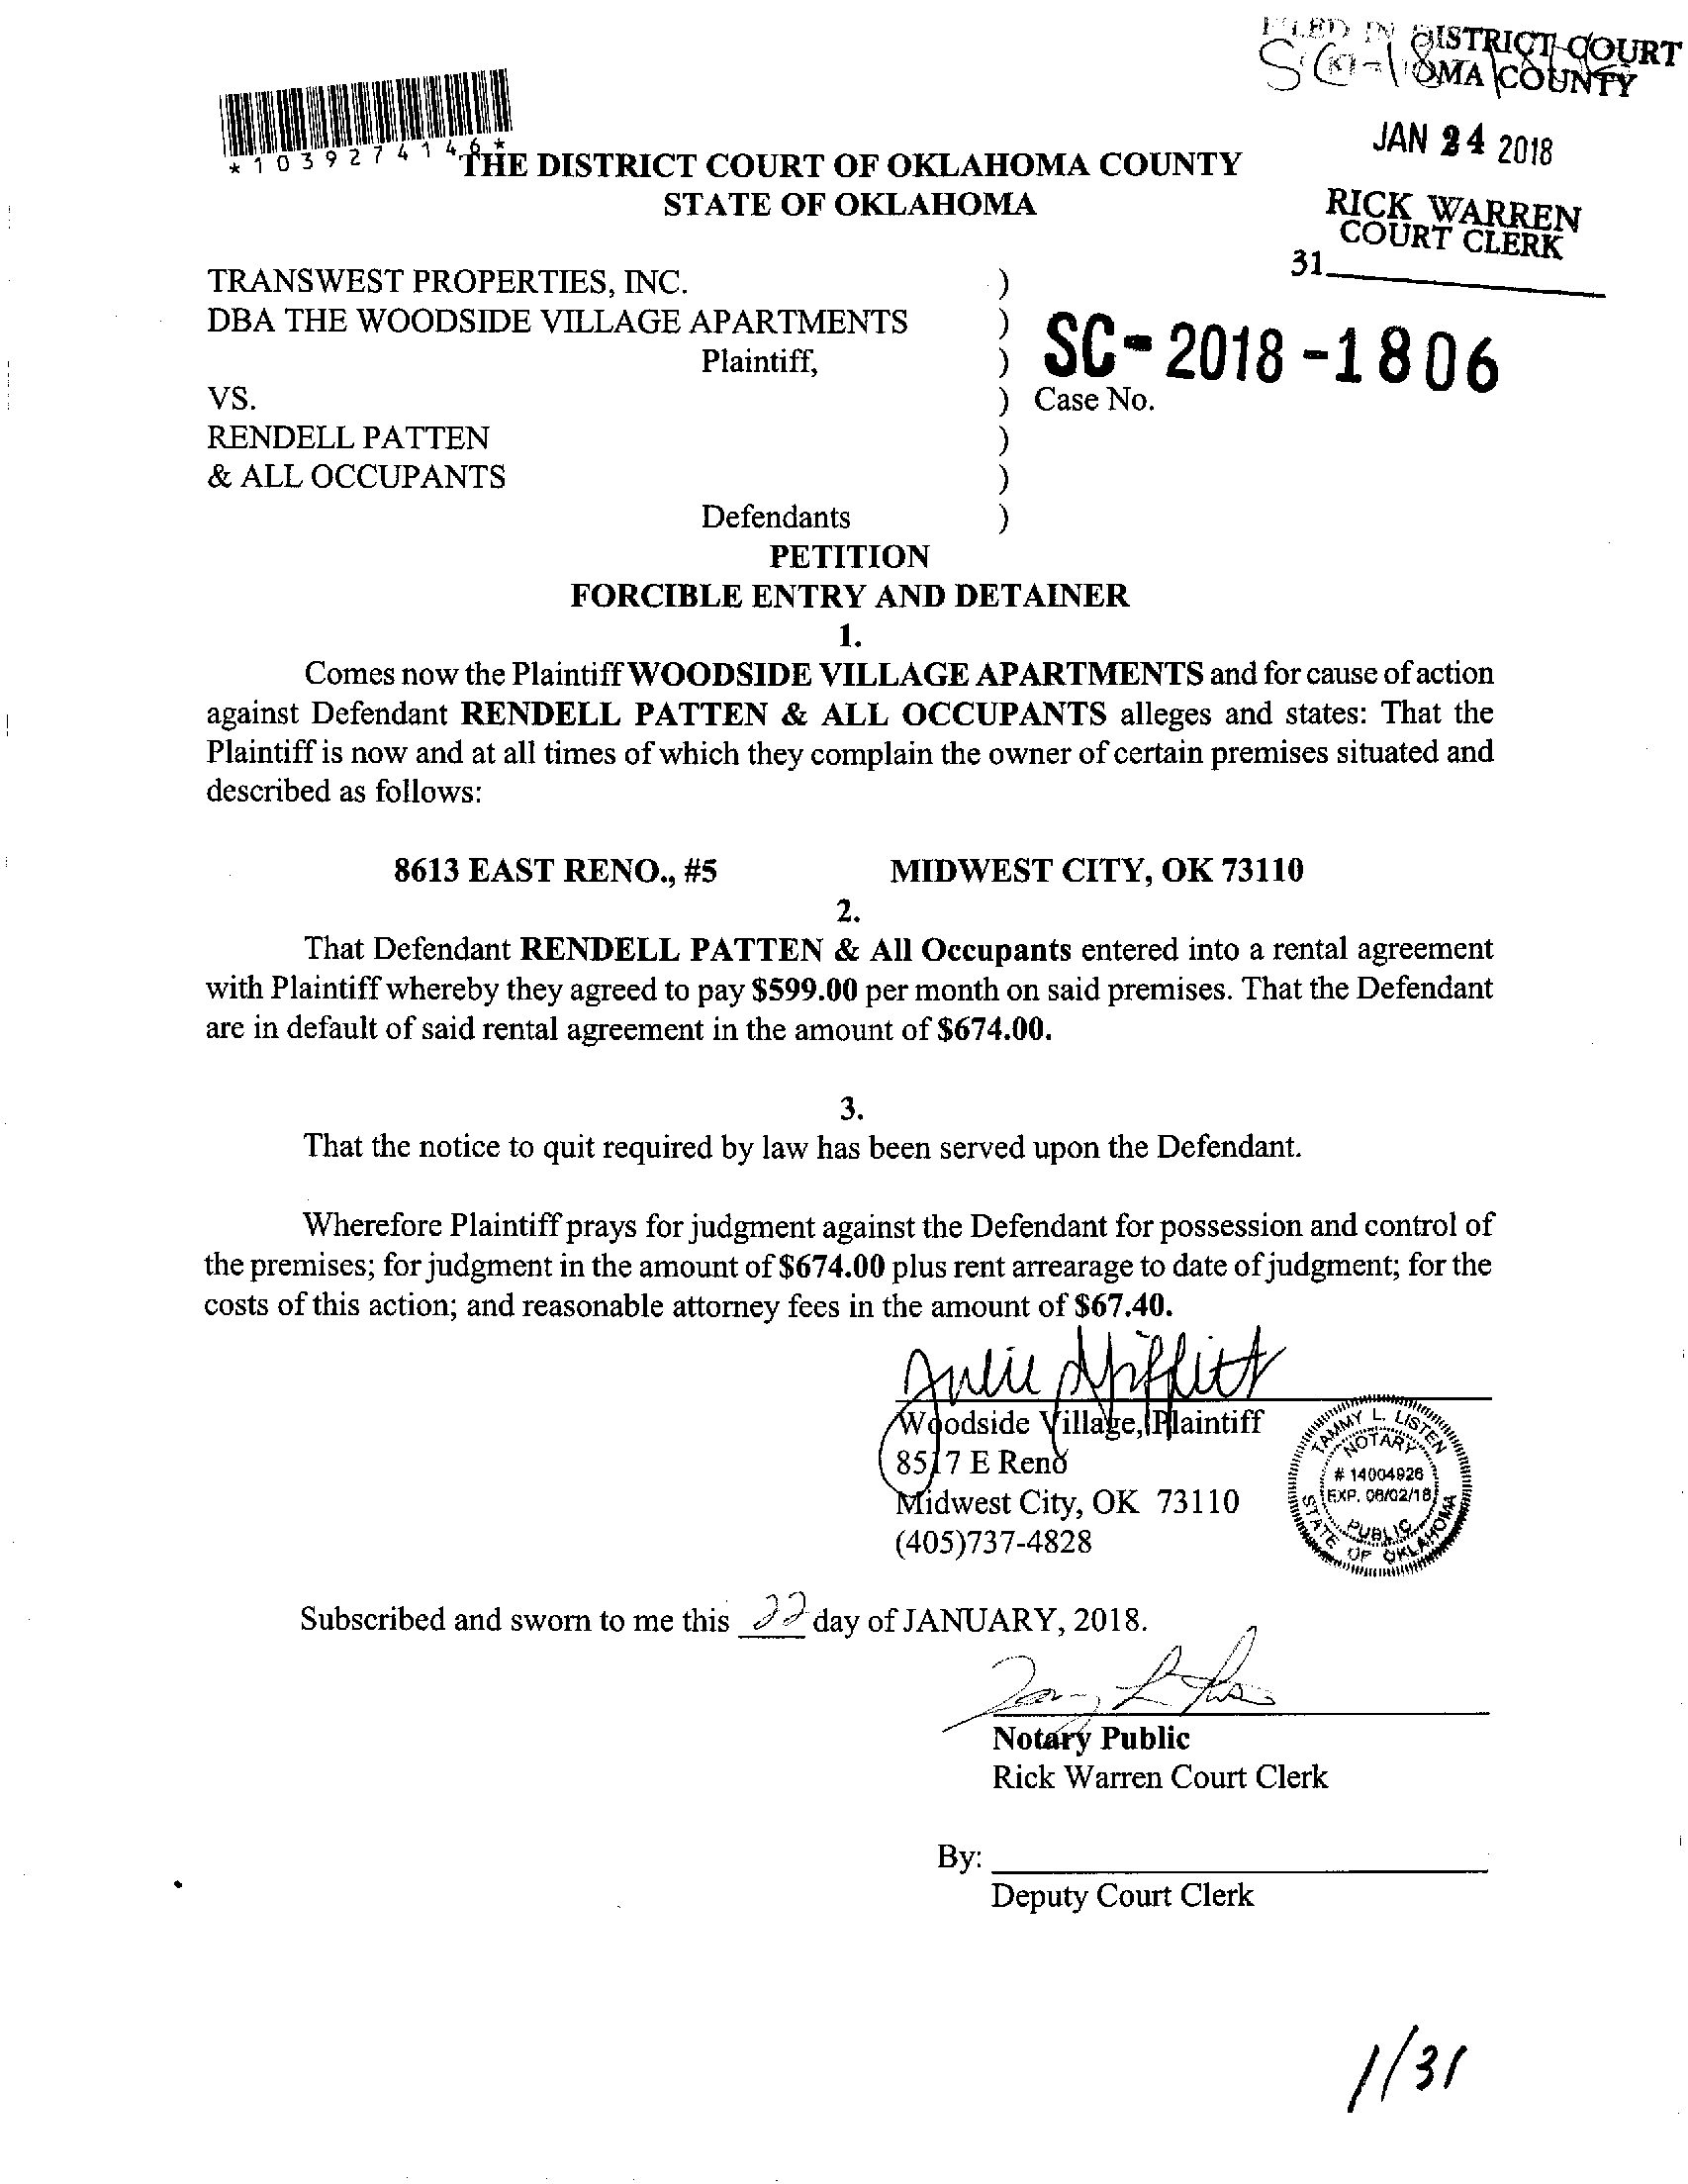 FILED IN DISTRICT COURT
OMA COUNTY
JAN 24 2018
RICK WARREN
COURT CLERK
31
*1039274146*
THE DISTRICT COURT OF OKLAHOMA COUNTY
STATE OF OKLAHOMA
TRANSWEST PROPERTIES, INC. )
DBA THE WOODSIDE VILLAGE APARTMENTS )
Plaintiff, ) SC-2018-1806
VS. ) Case No.
RENDELL PATTEN )
& ALL OCCUPANTS )
Defendants )
PETITION
FORCIBLE ENTRY AND DETAINER
1.
Comes now the Plaintiff WOODSIDE VILLAGE APARTMENTS and for cause of action
against Defendant RENDELL PATTEN & ALL OCCUPANTS alleges and states: That the
Plaintiff is now and at all times of which they complain the owner of certain premises situated and
described as follows:
8613 EAST RENO., #5 MIDWEST CITY, OK 73110
2.
That Defendant RENDELL PATTEN & All Occupants entered into a rental agreement
with Plaintiff whereby they agreed to pay $599.00 per month on said premises. That the Defendant
are in default of said rental agreement in the amount of $674.00.
3.
That the notice to quit required by law has been served upon the Defendant.
Wherefore Plaintiff prays for judgment against the Defendant for possession and control of
the premises; for judgment in the amount of $674.00 plus rent arrearage to date of judgment; for the
costs of this action; and reasonable attorney fees in the amount of $67.40.
Julie
Woodside Village, Plaintiff
8517 E Reno
Midwest City, OK 73110
(405)737-4828
TAMMY L. LISTEN
NOTARY
# 14004926
EXP. 06/02/18
PUBLIC
STATE OF OKLAHOMA
Subscribed and sworn to me this 22 day of JANUARY, 2018.
Notary Public
Rick Warren Court Clerk
By:
Deputy Court Clerk
1/31